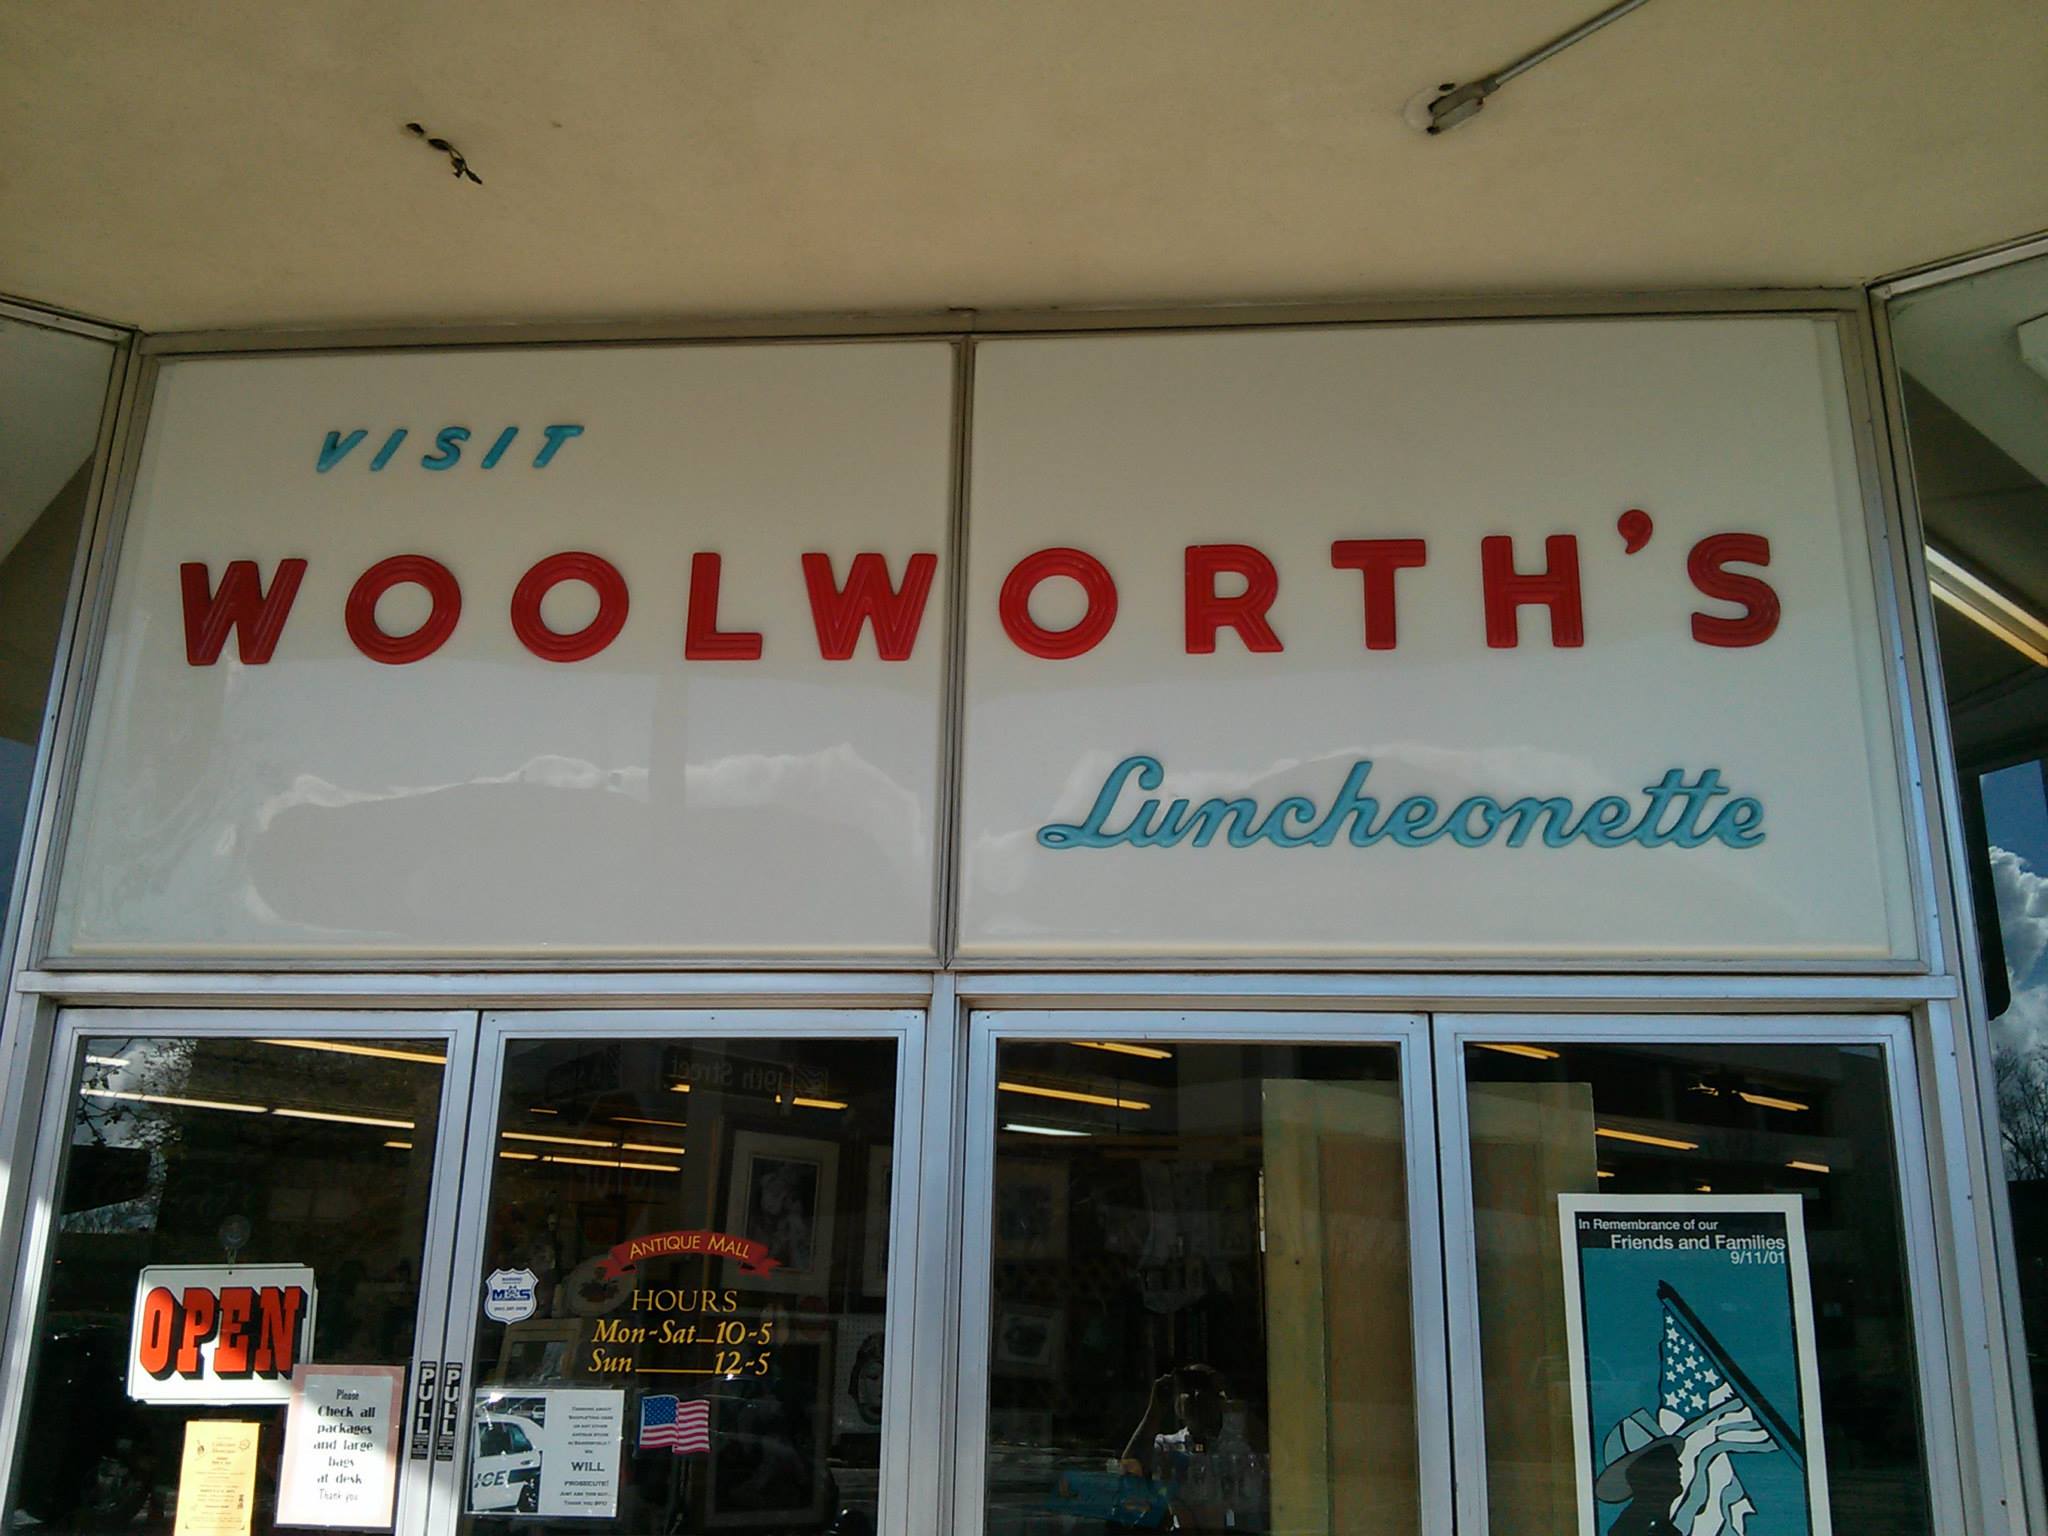 VISIT
WOOLWORTH'S
Luncheonette
19th Street
ANTIQUE MALL
HOURS
Mon-Sat 10-5
Sun 12-5
OPEN
PULL
PULL
Please
Check all
packages
and large
bags
at desk
Thank you
WILL
PROSECUTE!
In Remembrance of our
Friends and Families
9/11/01